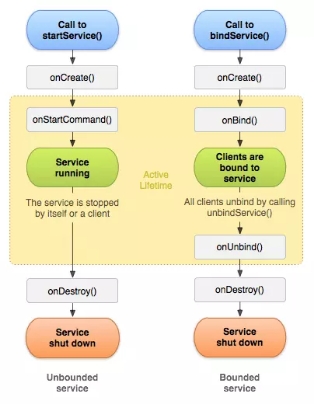 Call to
startService()
onCreate()
onStartCommand()
Service
running
The service is stopped
by itself or a client
onDestroy()
Service
shut down
Unbounded
service
Active
Lifetime
Call to
bindService()
onCreate()
onBind()
Clients are
bound to
service
All clients unbind by calling
unbindService()
onUnbind()
onDestroy()
Service
shut down
Bounded
service